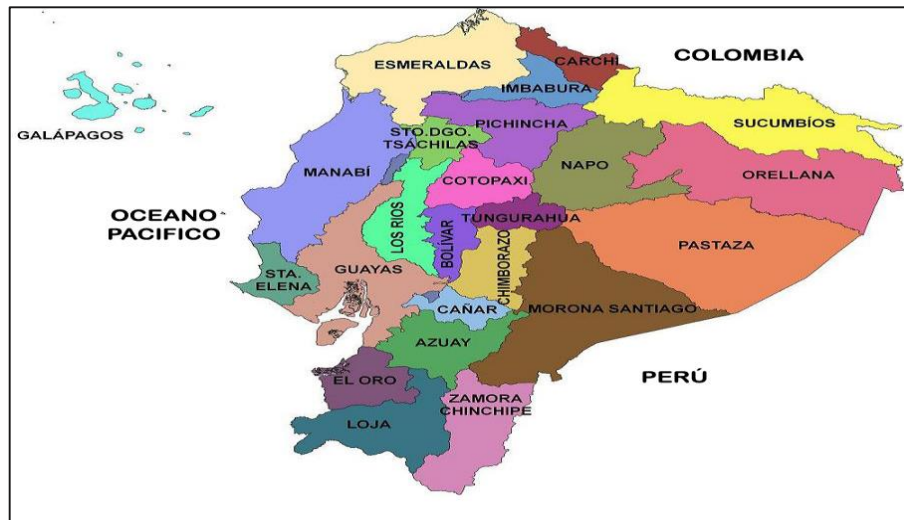 COLOMBIA
ESMERALDAS
CARCHI
IMBABURA
GALÁPAGOS
PICHINCHA
SUCUMBÍOS
STO.DGO.
TSÁCHILAS
MANABÍ
NAPO
ORELLANA
COTOPAXI
OCEANO
PACIFICO
LOS RIOS
BOLÍVAR
TUNGURAHUA
PASTAZA
STA.
ELENA
GUAYAS
CHIMBORAZO
CAÑAR
MORONA SANTIAGO
AZUAY
EL ORO
PERÚ
ZAMORA
CHINCHIPE
LOJA